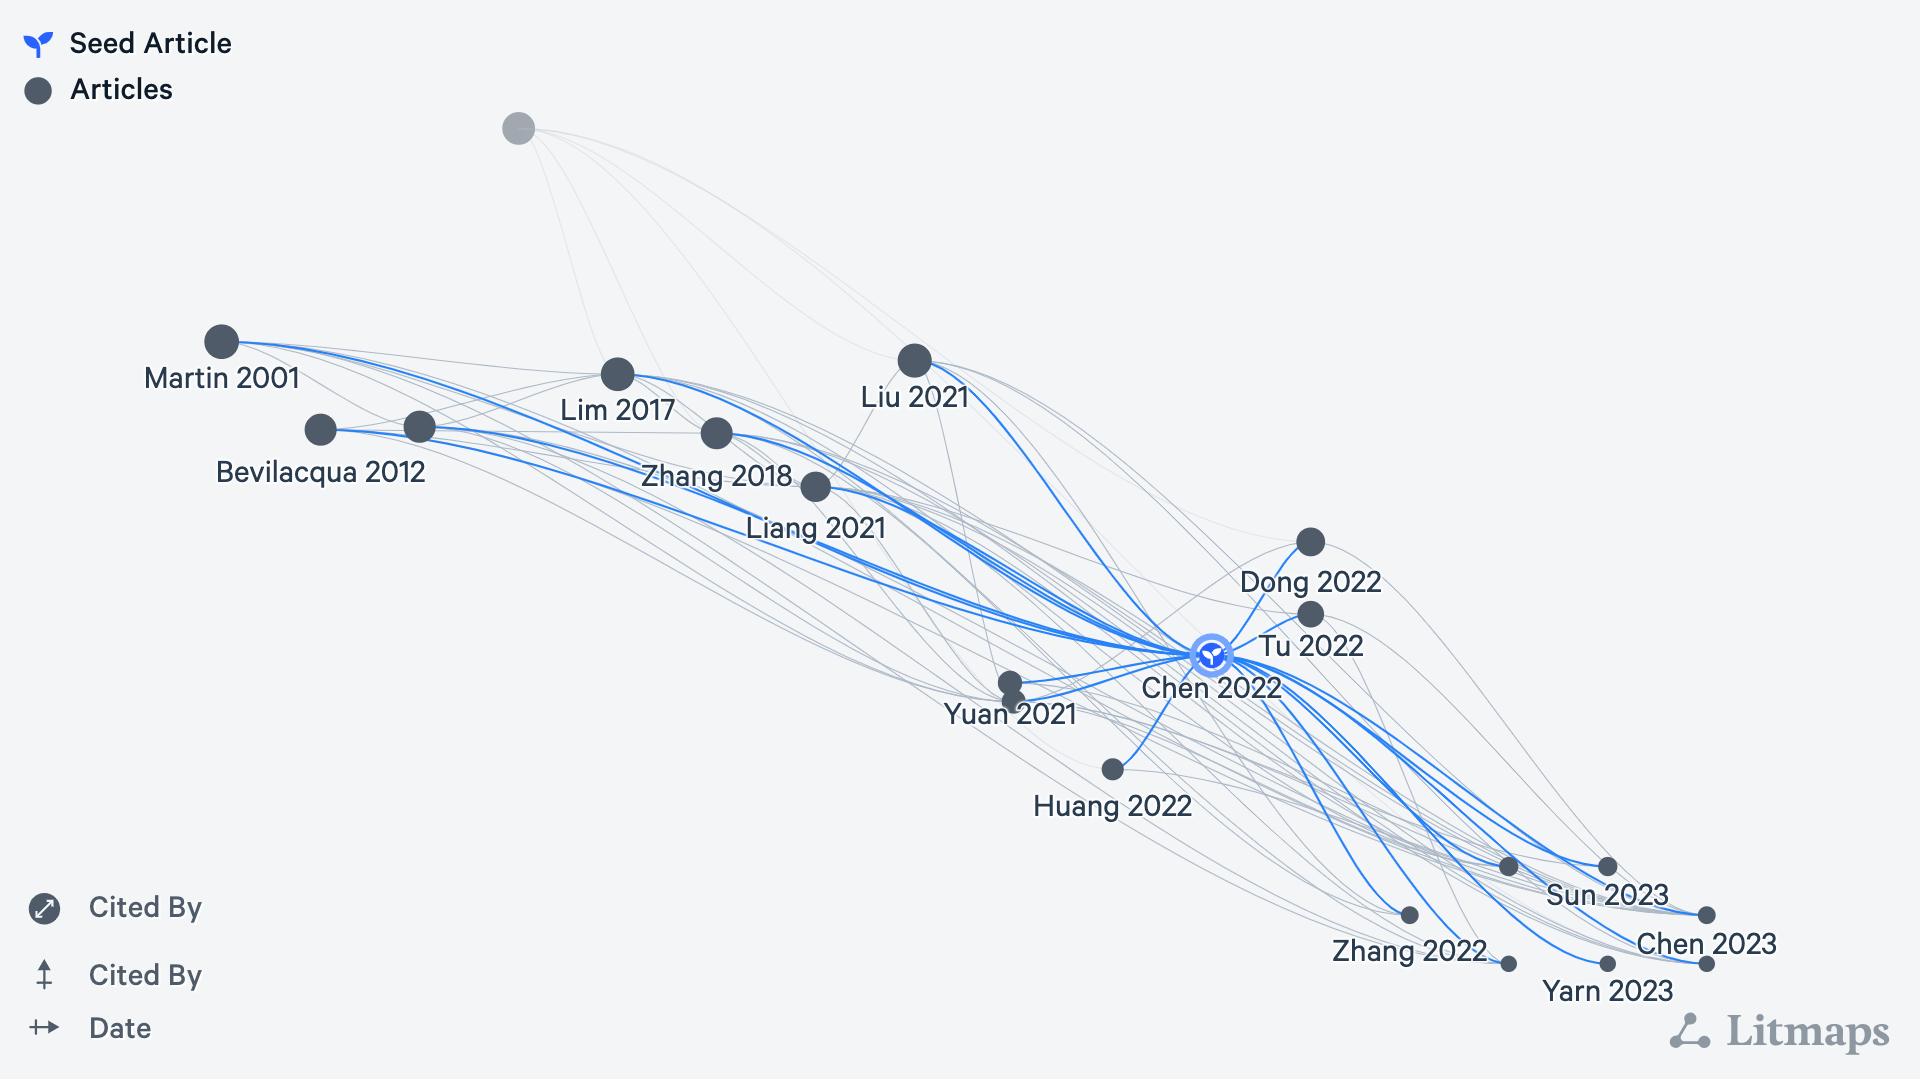 Seed Article
Articles
Martin 2001
Lim 2017
Liu 2021
Bevilacqua 2012
Zhang 2018
Liang 2021
Dong 2022
Tu 2022
Chen 2022
Yuan 2021
Huang 2022
Sun 2023
Chen 2023
Zhang 2022
Yarn 2023
Cited By
Cited By
Date
Litmaps